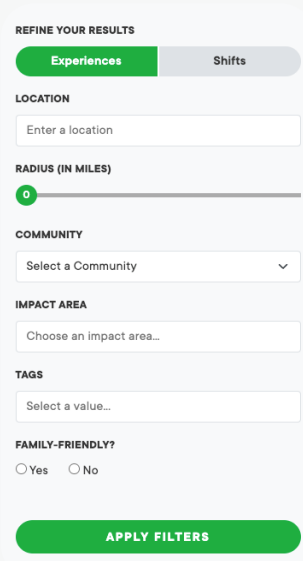 REFINE YOUR RESULTS
Experiences Shifts
LOCATION
Enter a location
RADIUS (IN MILES)
0
COMMUNITY
Select a Community
IMPACT AREA
Choose an impact area...
TAGS
Select a value...
FAMILY-FRIENDLY?
Yes No
APPLY FILTERS